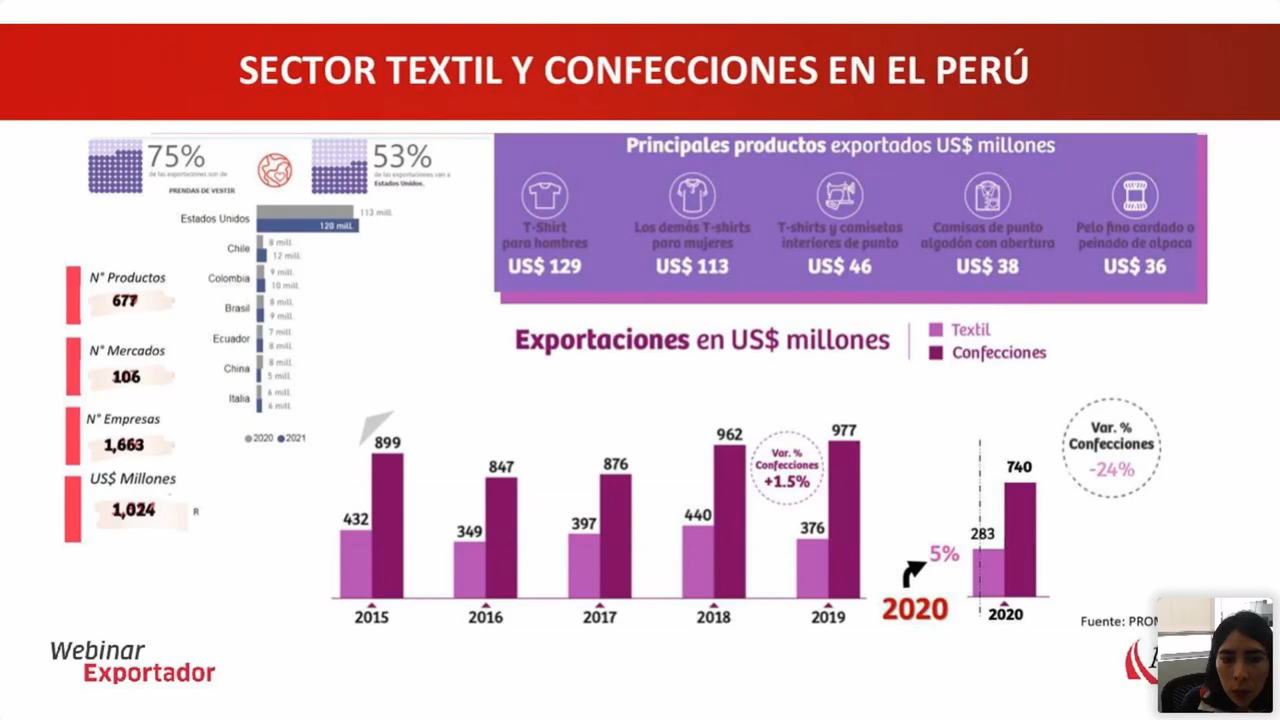 SECTOR TEXTIL Y CONFECCIONES EN EL PERÚ
75%
de las exportaciones son de
PRENDAS DE VESTIR
53%
de las exportaciones van a
Estados Unidos.
Estados Unidos
113 mill.
120 mill.
Chile
8 mill.
12 mill.
Colombia
9 mill.
10 mill.
Brasil
8 mill.
9 mill.
Ecuador
7 mill.
8 mill.
China
8 mill.
5 mill.
Italia
6 mill.
6 mill.
2020 2021
N° Productos
677
N° Mercados
106
N° Empresas
1,663
US$ Millones
1,024
R
Principales productos exportados US$ millones
T-Shirt
para hombres
US$ 129
Los demás T-shirts
para mujeres
US$ 113
T-shirts y camisetas
interiores de punto
US$ 46
Camisas de punto
algodón con abertura
US$ 38
Pelo fino cardado o
peinado de alpaca
US$ 36
Exportaciones en US$ millones
Textil
Confecciones
432 899
349 847
397 876
440 962
376 977
283 740
Var. %
Confecciones
+1.5%
Var. %
Confecciones
-24%
5%
2020
2015 2016 2017 2018 2019 2020
Fuente:
Webinar
Exportador